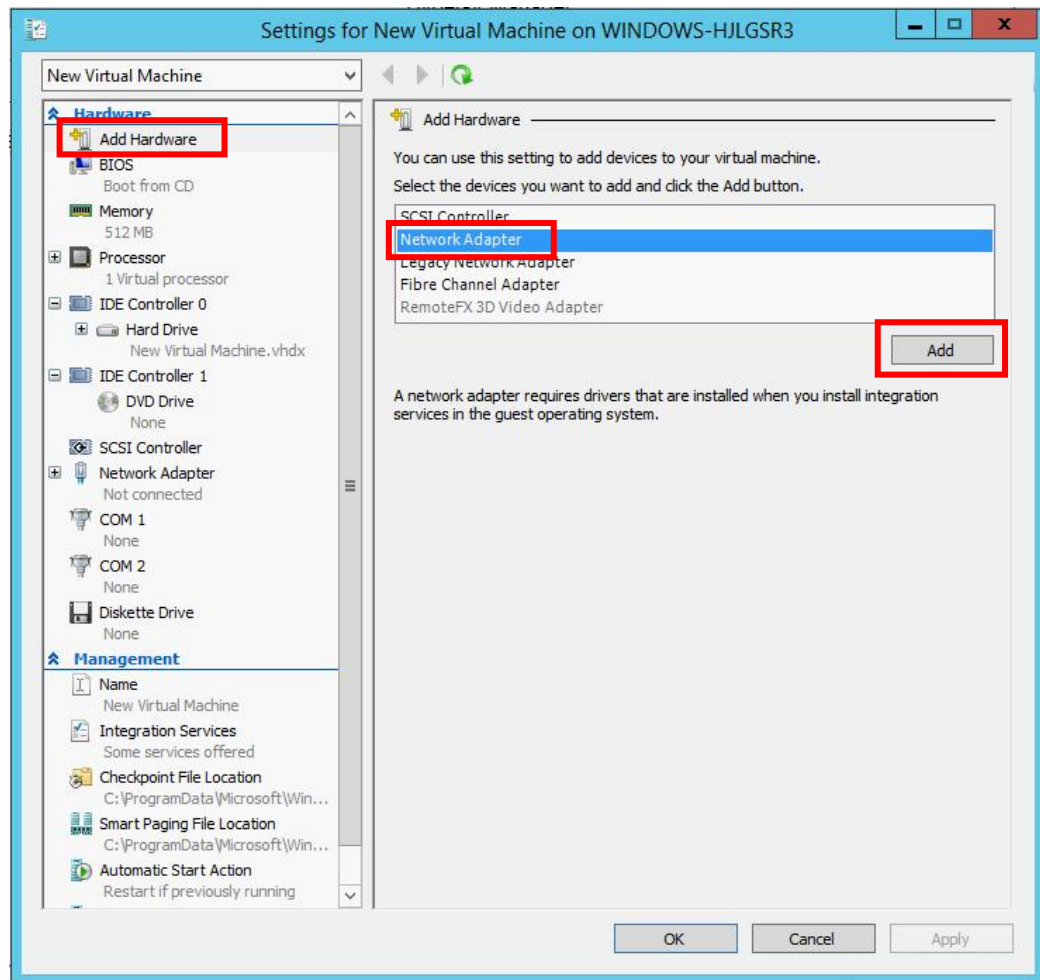 Settings for New Virtual Machine on WINDOWS-HJLGSR3
New Virtual Machine
Hardware
Add Hardware
BIOS
Boot from CD
Memory
512 MB
Processor
1 Virtual processor
IDE Controller 0
Hard Drive
New Virtual Machine.vhdx
IDE Controller 1
DVD Drive
None
SCSI Controller
Network Adapter
Not connected
COM 1
None
COM 2
None
Diskette Drive
None
Management
Name
New Virtual Machine
Integration Services
Some services offered
Checkpoint File Location
C:\ProgramData\Microsoft\Win...
Smart Paging File Location
C:\ProgramData\Microsoft\Win...
Automatic Start Action
Restart if previously running
Add Hardware
You can use this setting to add devices to your virtual machine.
Select the devices you want to add and click the Add button.
SCSI Controller
Network Adapter
Legacy Network Adapter
Fibre Channel Adapter
RemoteFX 3D Video Adapter
Add
A network adapter requires drivers that are installed when you install integration
services in the guest operating system.
OK
Cancel
Apply